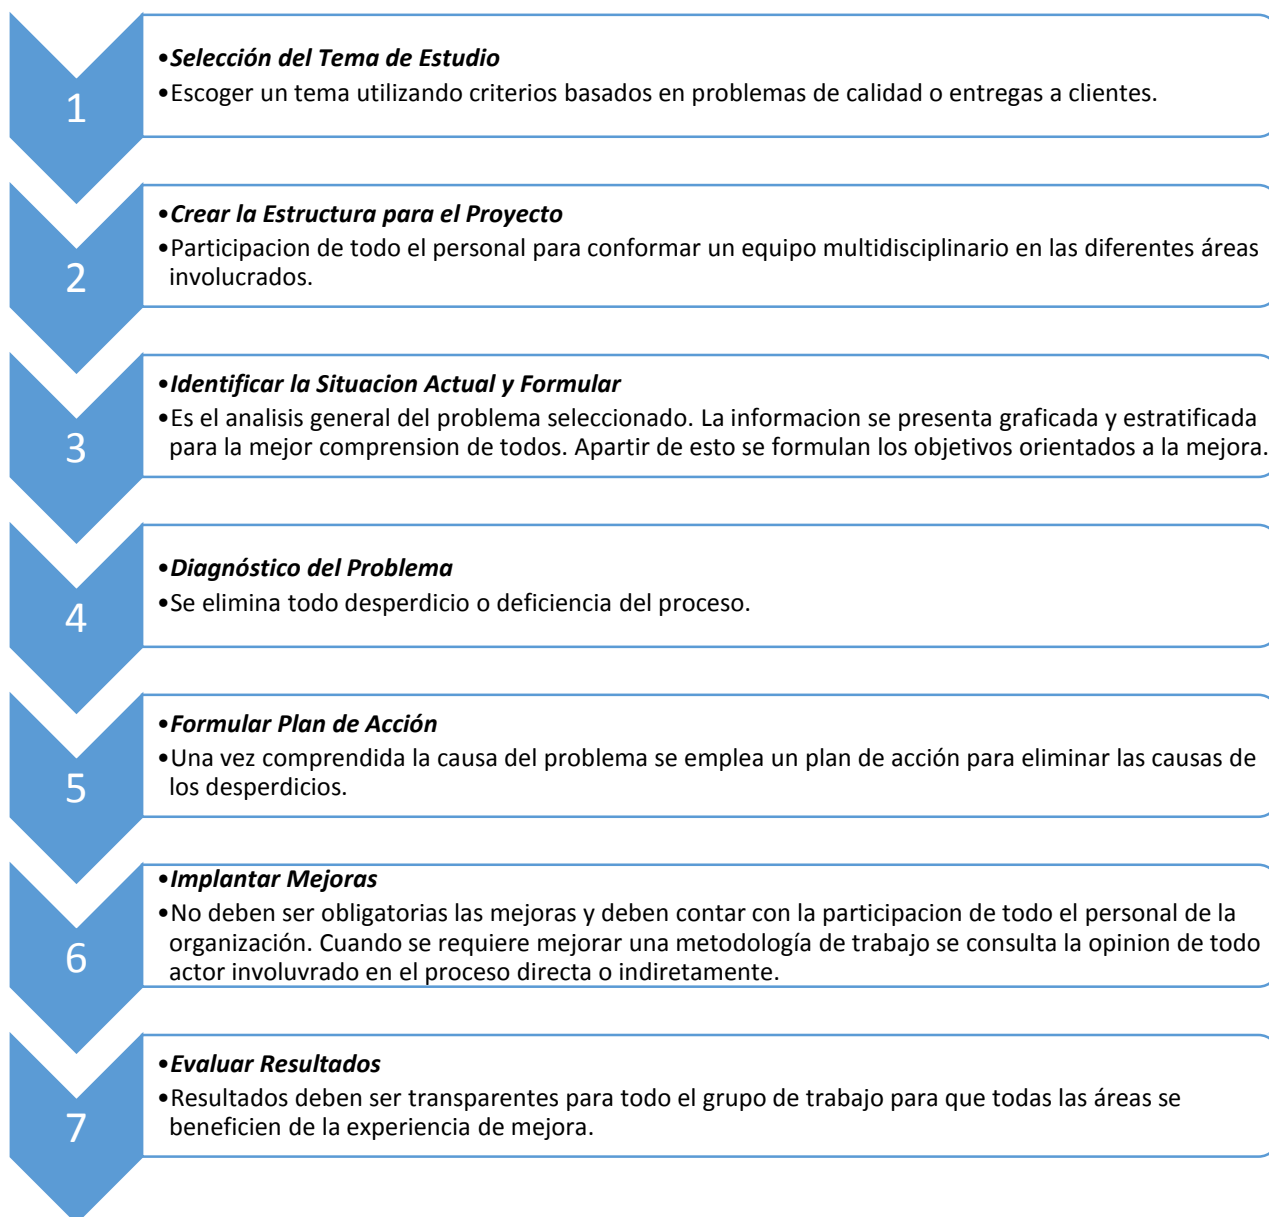 1
•Selección del Tema de Estudio
•Escoger un tema utilizando criterios basados en problemas de calidad o entregas a clientes.
2
•Crear la Estructura para el Proyecto
•Participacion de todo el personal para conformar un equipo multidisciplinario en las diferentes áreas
involucrados.
3
•Identificar la Situacion Actual y Formular
•Es el analisis general del problema seleccionado. La informacion se presenta graficada y estratificada
para la mejor comprension de todos. Apartir de esto se formulan los objetivos orientados a la mejora.
4
•Diagnóstico del Problema
•Se elimina todo desperdicio o deficiencia del proceso.
5
•Formular Plan de Acción
•Una vez comprendida la causa del problema se emplea un plan de acción para eliminar las causas de
los desperdicios.
6
•Implantar Mejoras
•No deben ser obligatorias las mejoras y deben contar con la participacion de todo el personal de la
organización. Cuando se requiere mejorar una metodología de trabajo se consulta la opinion de todo
actor involuvrado en el proceso directa o indiretamente.
7
•Evaluar Resultados
•Resultados deben ser transparentes para todo el grupo de trabajo para que todas las áreas se
beneficien de la experiencia de mejora.